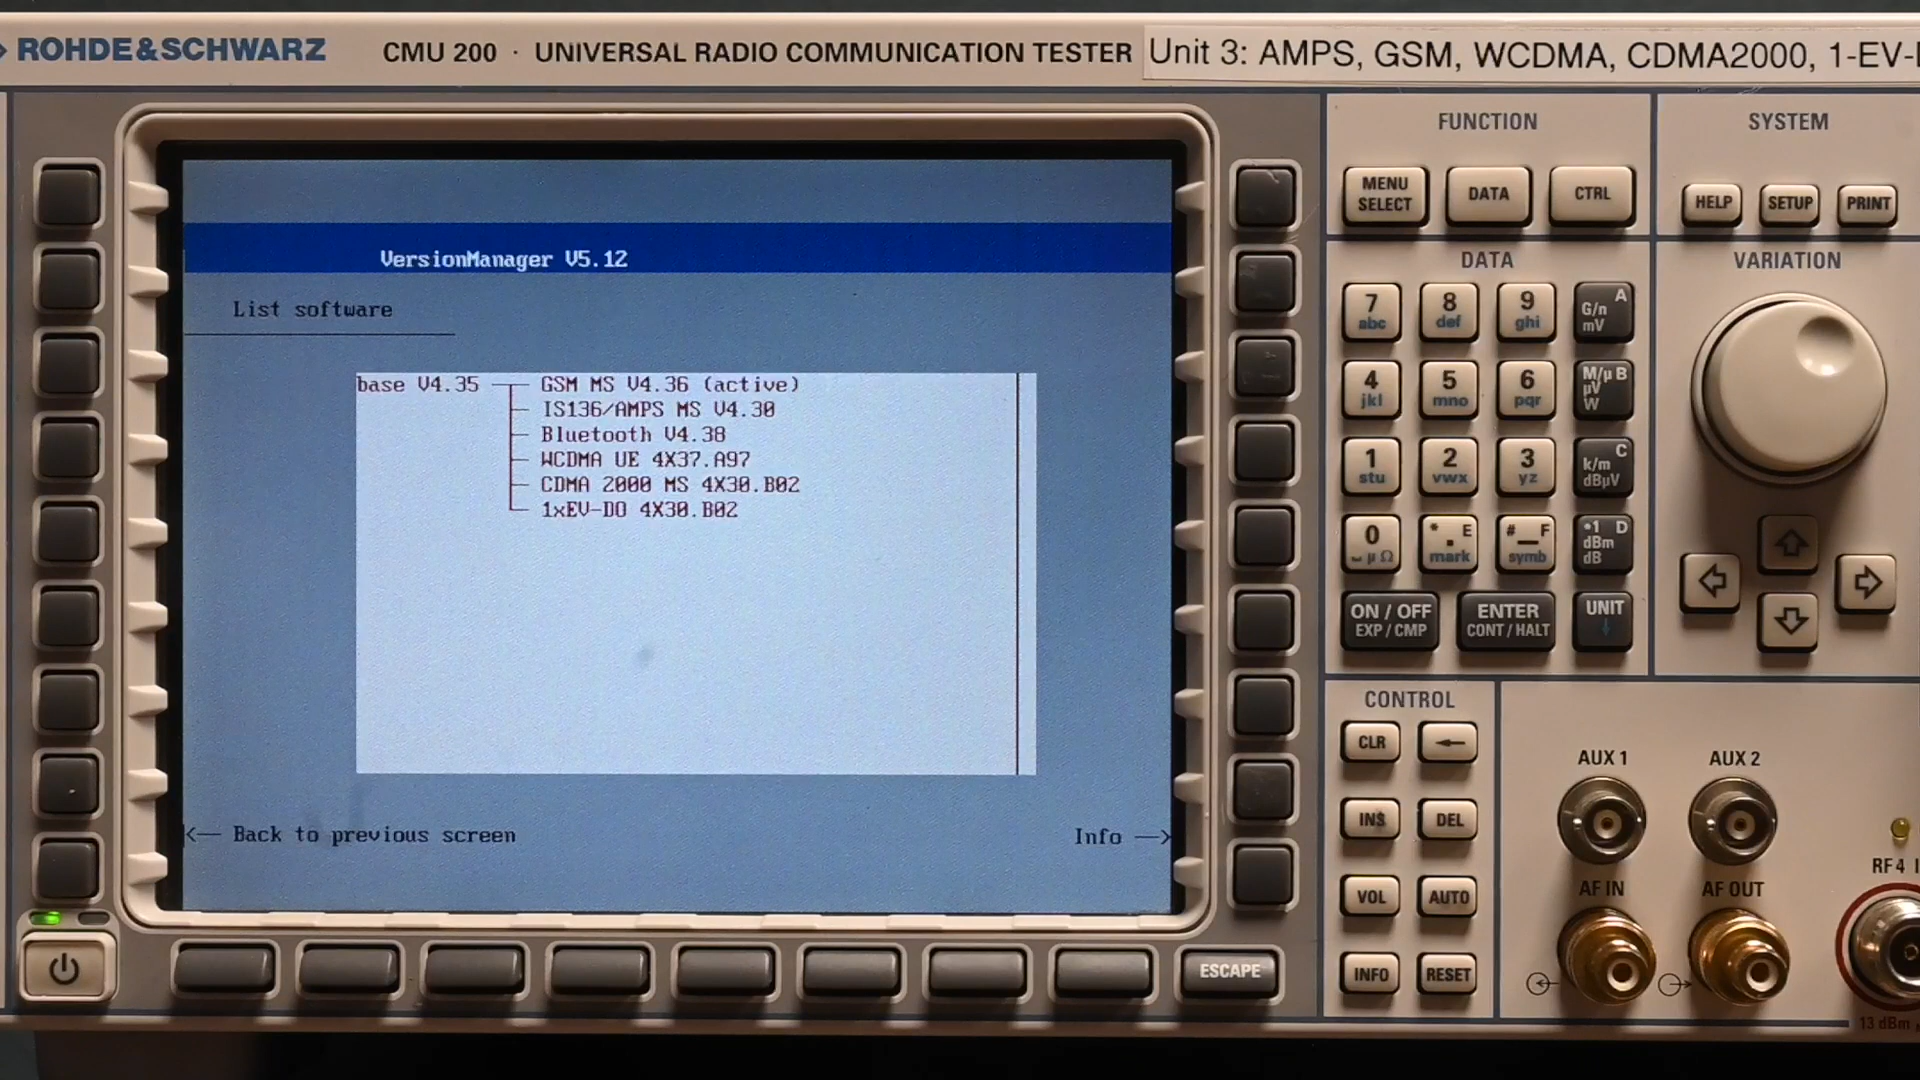 ROHDE&SCHWARZ CMU 200 · UNIVERSAL RADIO COMMUNICATION TESTER
Unit 3: AMPS, GSM, WCDMA, CDMA2000, 1-EV-
VersionManager V5.12
List software
base V4.35 GSM MS V4.36 (active)
IS136/AMPS MS V4.30
Bluetooth V4.38
WCDMA UE 4X37.A97
CDMA 2000 MS 4X30.B02
1xEV-DO 4X30.B02
<── Back to previous screen
Info ──>
ESCAPE
FUNCTION
MENU
SELECT
DATA
CTRL
SYSTEM
HELP
SETUP
PRINT
DATA
7
abc
8
def
9
ghi
A
G/n
mV
4
jkl
5
mno
6
pqr
M/µ B
µV
W
1
stu
2
vwx
3
yz
C
k/m
dBµV
0
␣ µ Ω
* . E
mark
# _ F
symb
•1 D
dBm
dB
ON / OFF
EXP / CMP
ENTER
CONT / HALT
UNIT
VARIATION
CONTROL
CLR
INS
DEL
VOL
AUTO
INFO
RESET
AUX 1
AUX 2
AF IN
AF OUT
RF4 I
13 dBm